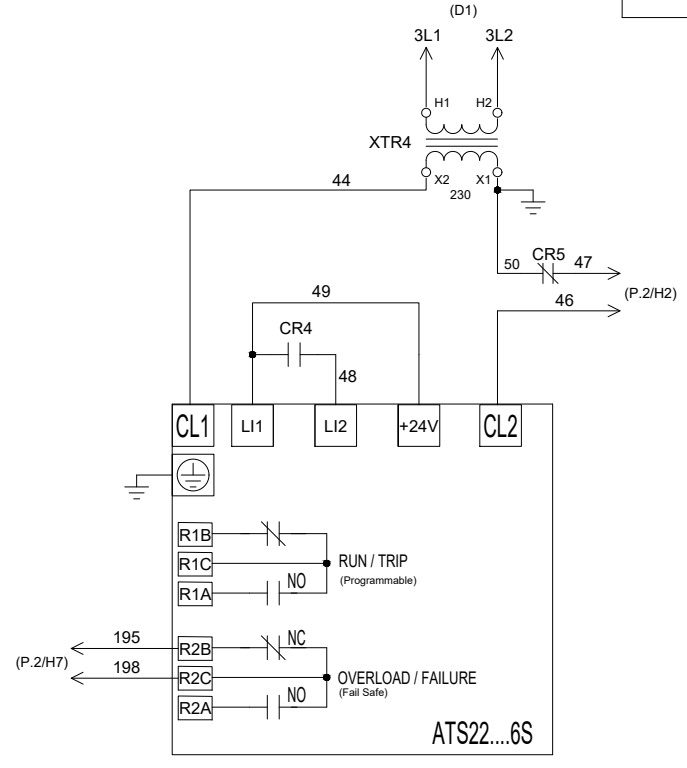 (D1)
3L1 3L2
H1 H2
XTR4
X2 X1
44
230
50 CR5 47
(P.2/H2)
49 46
CR4
48
CL1 LI1 LI2 +24V CL2
R1B
R1C RUN / TRIP
(Programmable)
R1A NO
195 R2B NC
(P.2/H7)
198 R2C OVERLOAD / FAILURE
(Fail Safe)
R2A NO
ATS22....6S